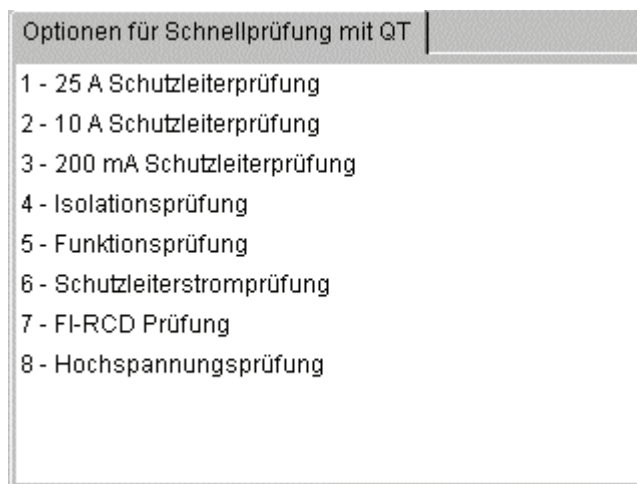 Optionen für Schnellprüfung mit QT
1 - 25 A Schutzleiterprüfung
2 - 10 A Schutzleiterprüfung
3 - 200 mA Schutzleiterprüfung
4 - Isolationsprüfung
5 - Funktionsprüfung
6 - Schutzleiterstromprüfung
7 - FI-RCD Prüfung
8 - Hochspannungsprüfung